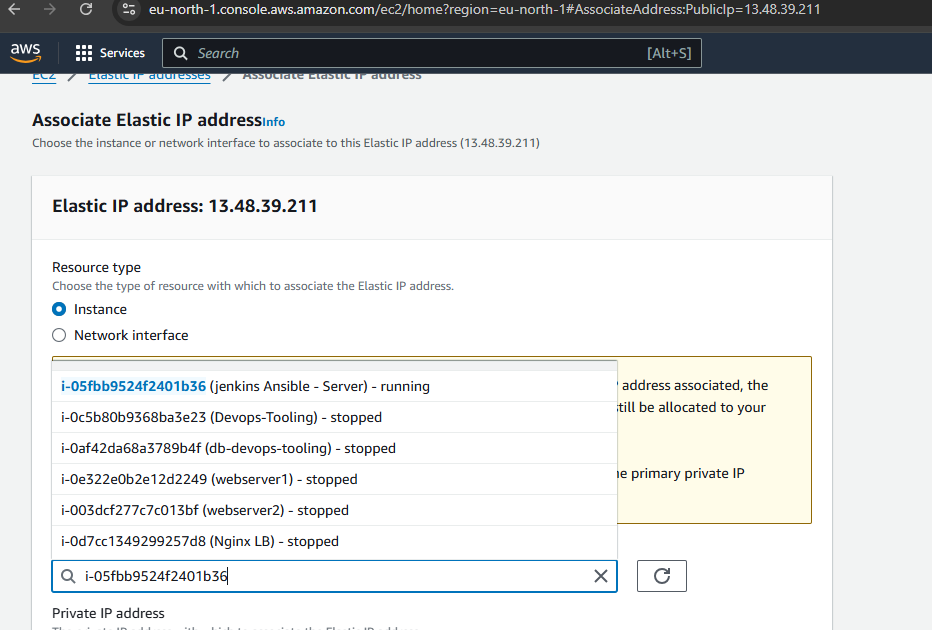 eu-north-1.console.aws.amazon.com/ec2/home?region=eu-north-1#AssociateAddress:PublicIp=13.48.39.211
aws Services Search [Alt+S]
EC2 Elastic IP addresses Associate Elastic IP address
Associate Elastic IP address Info
Choose the instance or network interface to associate to this Elastic IP address (13.48.39.211)
Elastic IP address: 13.48.39.211
Resource type
Choose the type of resource with which to associate the Elastic IP address.
Instance
Network interface
address associated, the
still be allocated to your
primary private IP
i-05fbb9524f2401b36 (jenkins Ansible - Server) - running
i-0c5b80b9368ba3e23 (Devops-Tooling) - stopped
i-0af42da68a3789b4f (db-devops-tooling) - stopped
i-0e322e0b2e12d2249 (webserver1) - stopped
i-003dcf277c7c013bf (webserver2) - stopped
i-0d7cc1349299257d8 (Nginx LB) - stopped
i-05fbb9524f2401b36
Private IP address